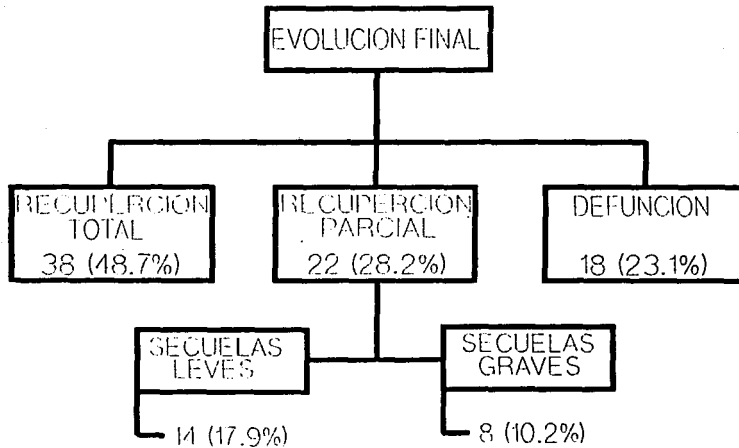 EVOLUCION FINAL
RECUPERCION
TOTAL
38 (48.7%)
RECUPERCION
PARCIAL
22 (28.2%)
DEFUNCION
18 (23.1%)
SECUELAS
LEVES
14 (17.9%)
SECUELAS
GRAVES
8 (10.2%)